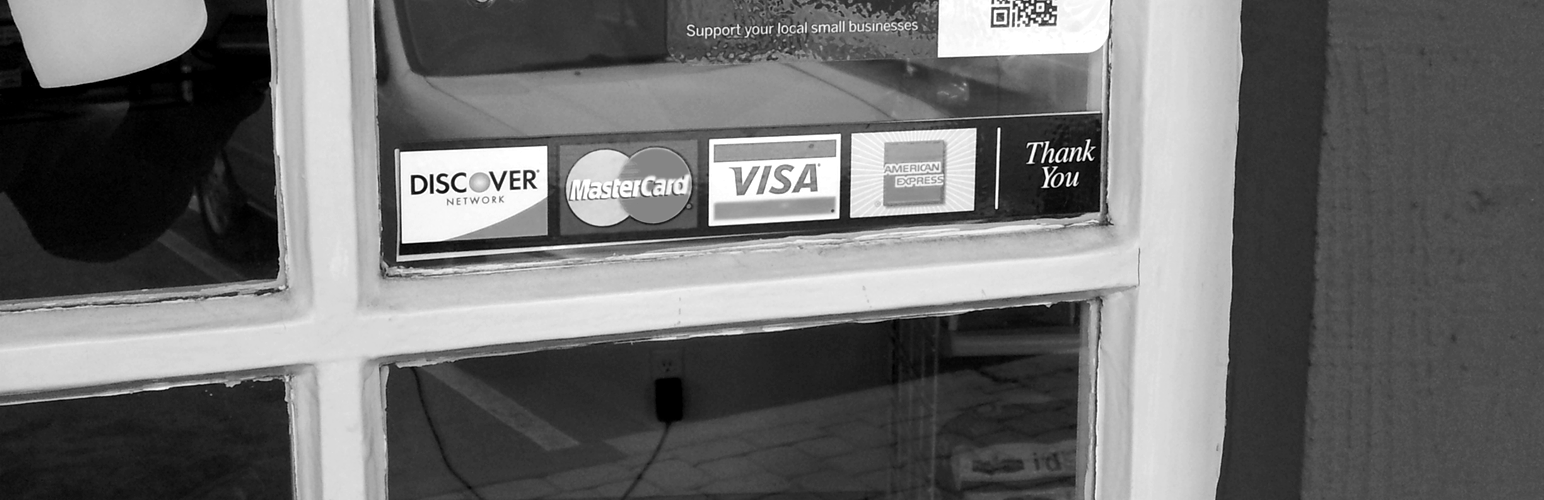 Support your local small businesses
DISCOVER
NETWORK
MasterCard
VISA
AMERICAN
EXPRESS
Thank
You